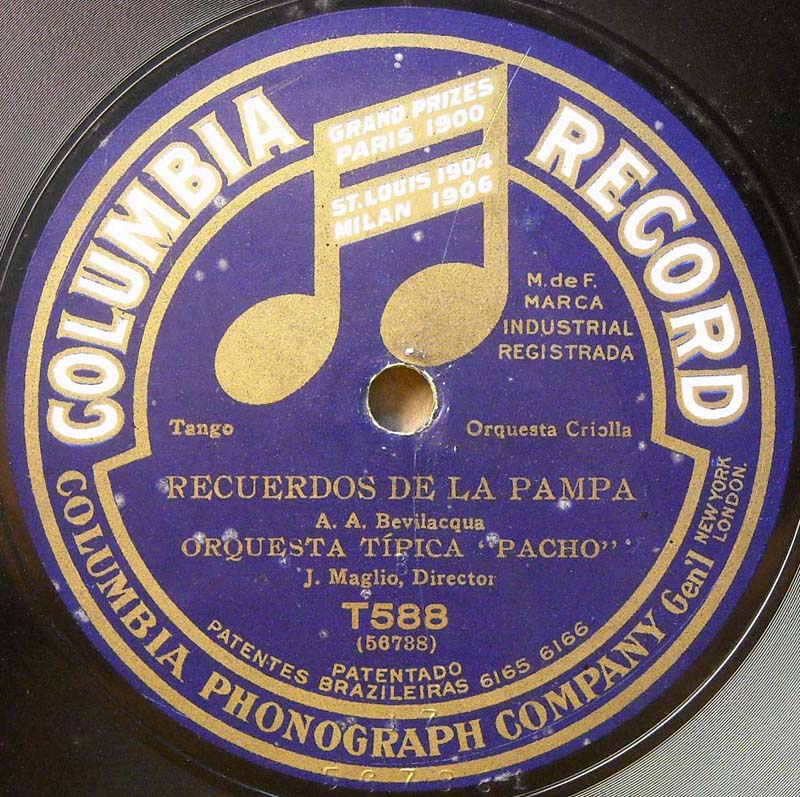 COLUMBIA RECORD
GRAND PRIZES
PARIS 1900
ST. LOUIS 1904
MILAN 1906
M. de F.
MARCA
INDUSTRIAL
REGISTRADA
Tango
Orquesta Criolla
RECUERDOS DE LA PAMPA
A. A. Bevilacqua
ORQUESTA TÍPICA "PACHO"
J. Maglio, Director
T588
(56738)
PATENTADO
PATENTES BRAZILEIRAS 6165 6166
COLUMBIA PHONOGRAPH COMPANY Gen'l NEW YORK
LONDON.
7